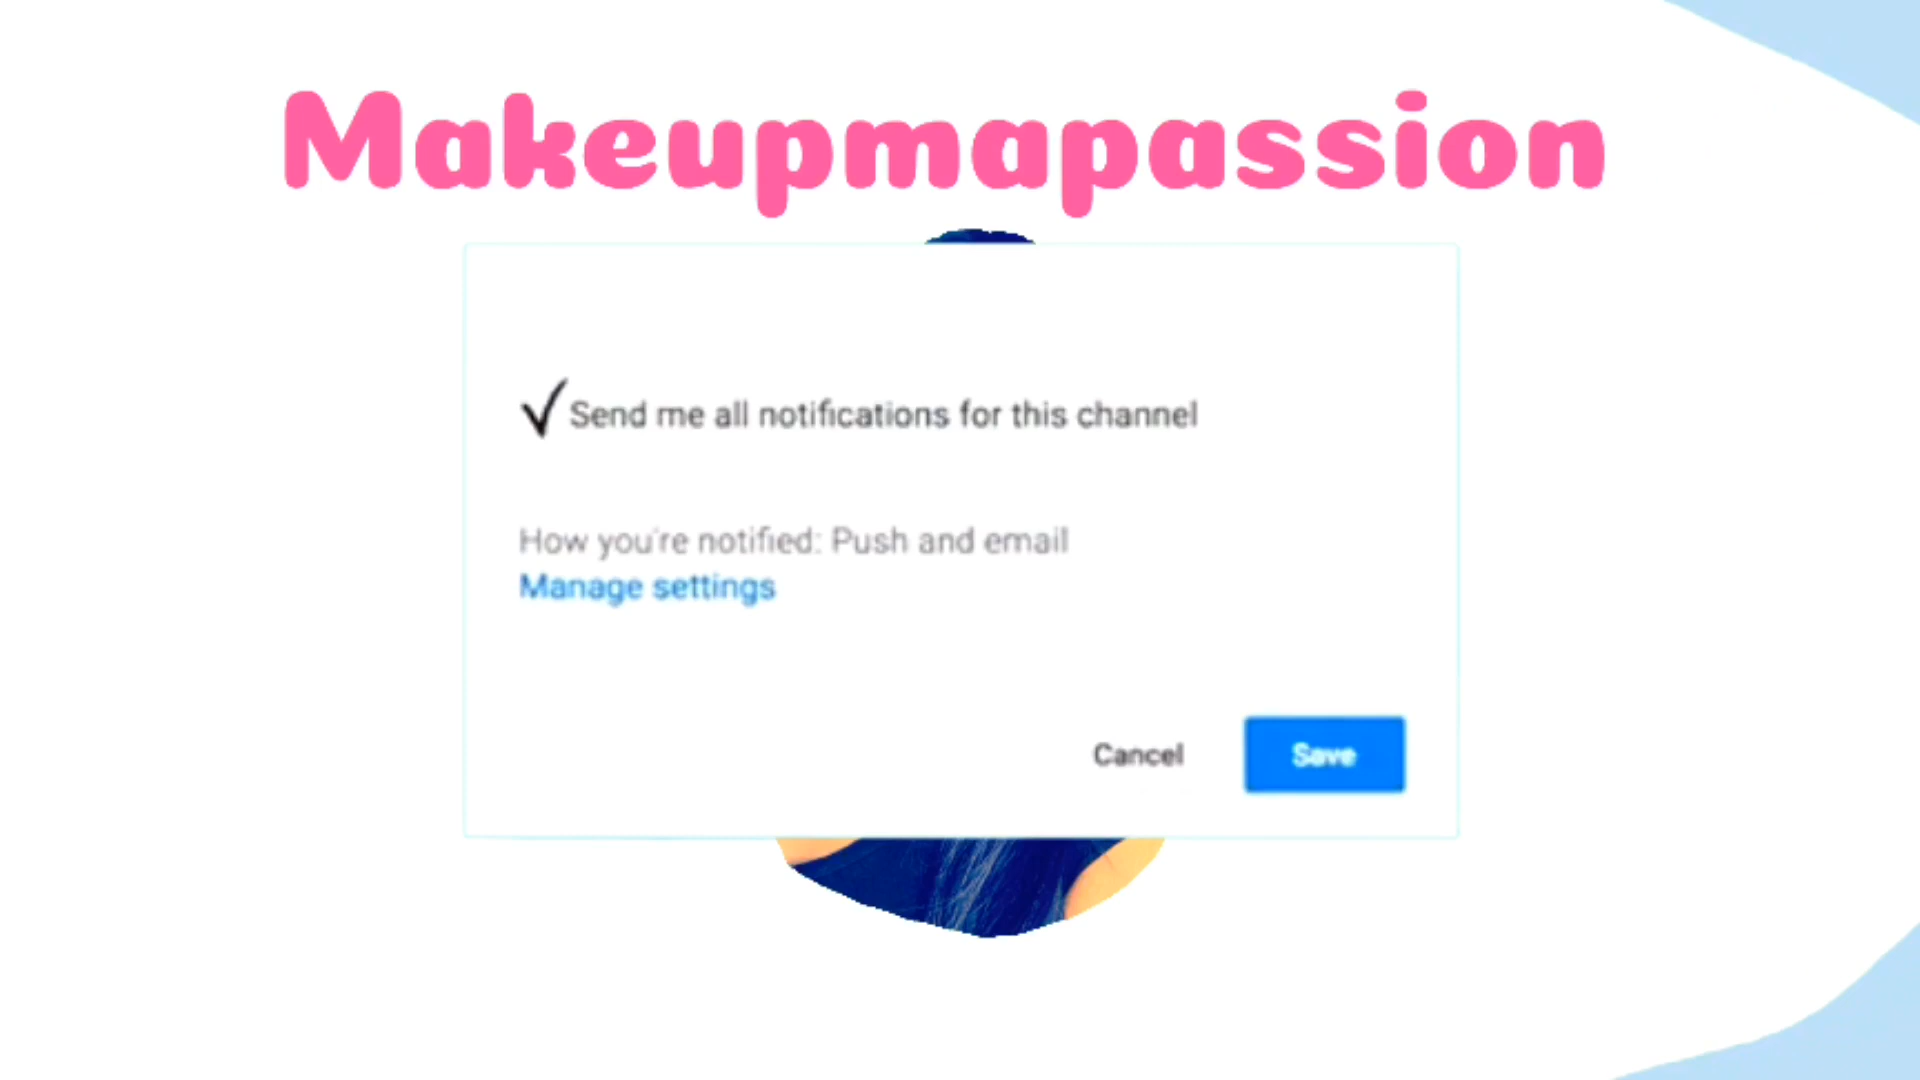 Makeupmapassion
Send me all notifications for this channel
How you're notified: Push and email
Manage settings
Cancel
Save